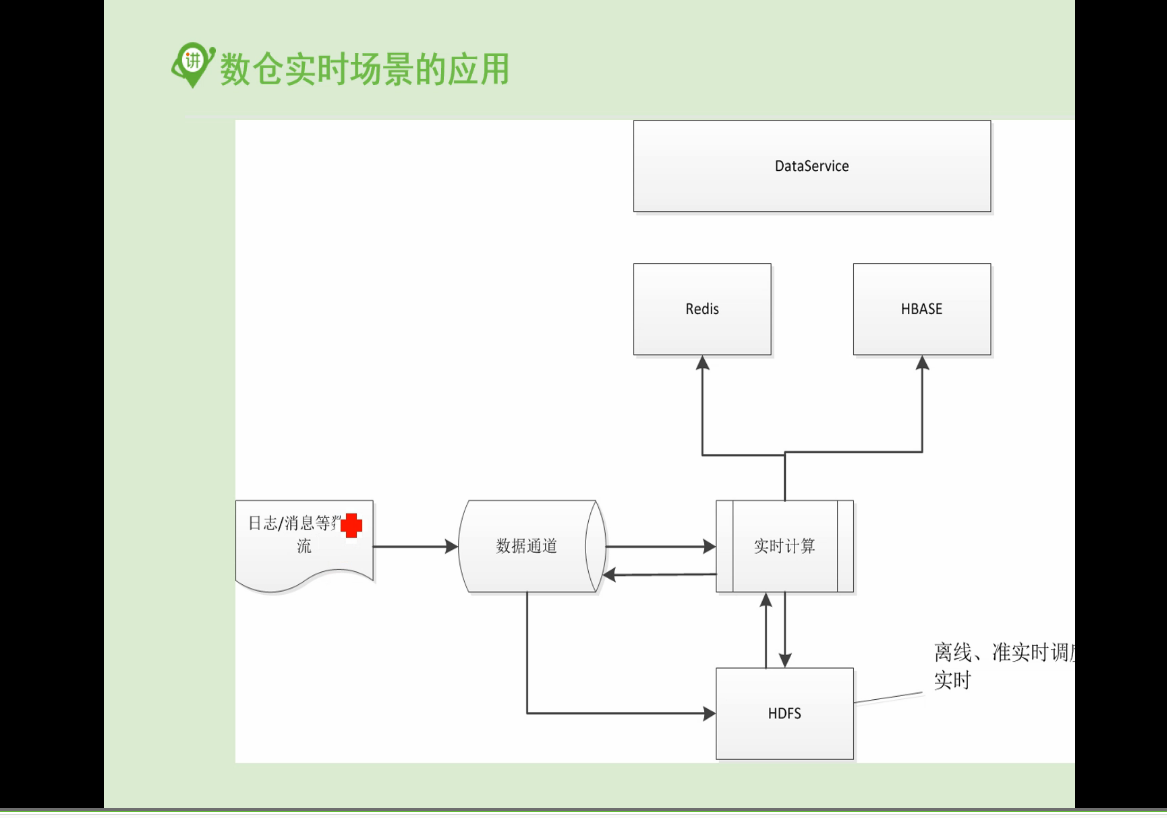 讲
数仓实时场景的应用
DataService
Redis
HBASE
日志/消息等
流
数据通道
实时计算
离线、准实时调
实时
HDFS